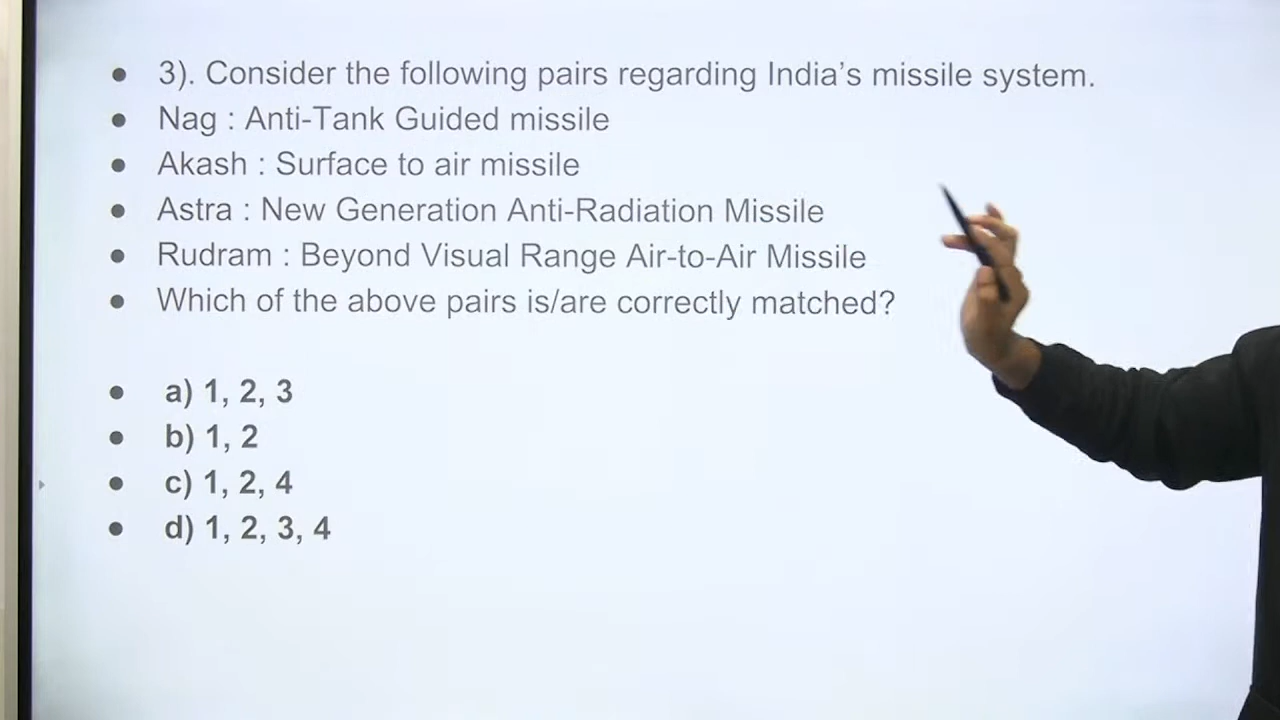 ● 3). Consider the following pairs regarding India's missile system.
● Nag : Anti-Tank Guided missile
● Akash : Surface to air missile
● Astra : New Generation Anti-Radiation Missile
● Rudram : Beyond Visual Range Air-to-Air Missile
● Which of the above pairs is/are correctly matched?
● a) 1, 2, 3
● b) 1, 2
● c) 1, 2, 4
● d) 1, 2, 3, 4